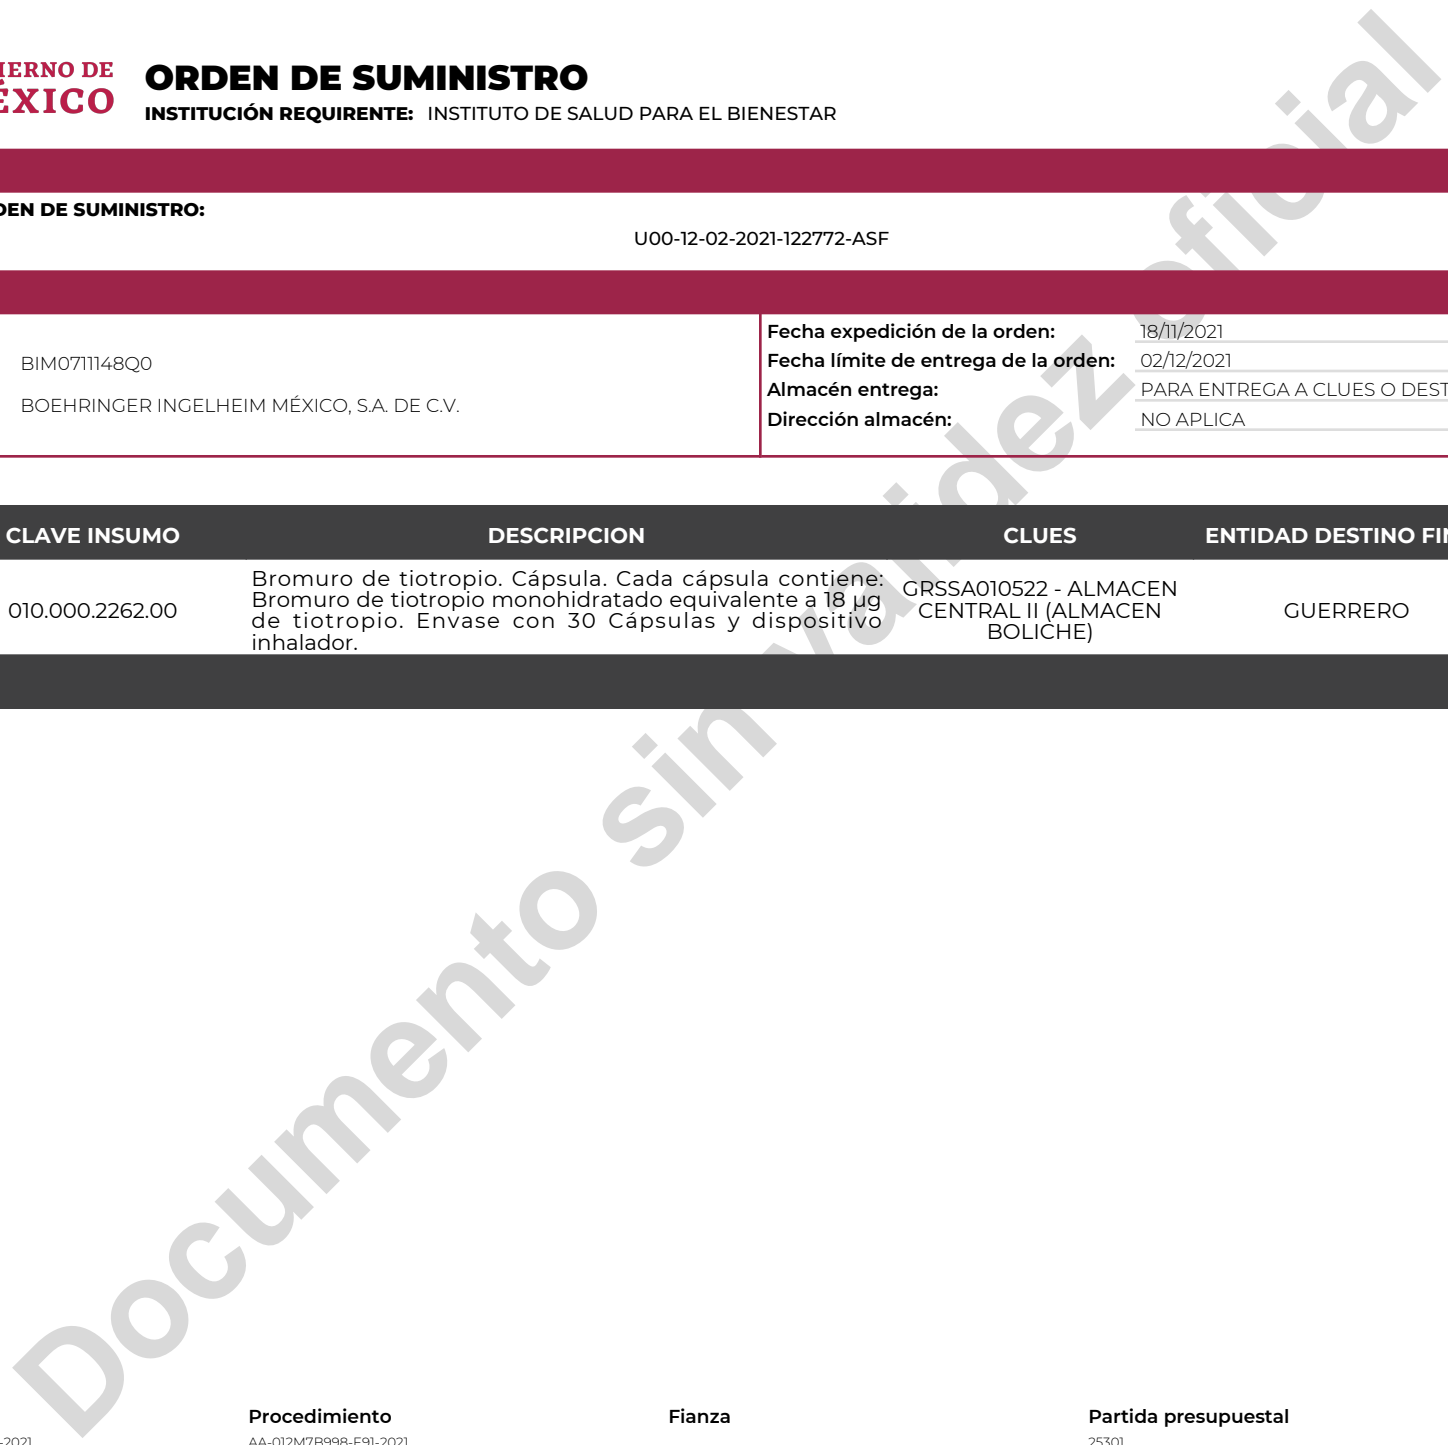 ORDEN DE SUMINISTRO
INSTITUCIÓN REQUIRENTE: INSTITUTO DE SALUD PARA EL BIENESTAR
DE
DE SUMINISTRO:
U00-12-02-2021-122772-ASF
BIM0711148Q0
BOEHRINGER INGELHEIM MÉXICO, S.A. DE C.V.
Fecha expedición de la orden: 18/11/2021
Fecha límite de entrega de la orden: 02/12/2021
Almacén entrega: PARA ENTREGA A CLUES O
Dirección almacén: NO APLICA
CLAVE INSUMO DESCRIPCION CLUES ENTIDAD DESTINO
010.000.2262.00
Bromuro de tiotropio. Cápsula. Cada cápsula contiene:
Bromuro de tiotropio monohidratado equivalente a 18 µg
de tiotropio. Envase con 30 Cápsulas y dispositivo
inhalador.
GRSSA010522 - ALMACEN
CENTRAL II (ALMACEN
BOLICHE)
GUERRERO
Documento sin validez oficial
Procedimiento Fianza Partida presupuestal
AA-012M7B998-E91-2021 25301